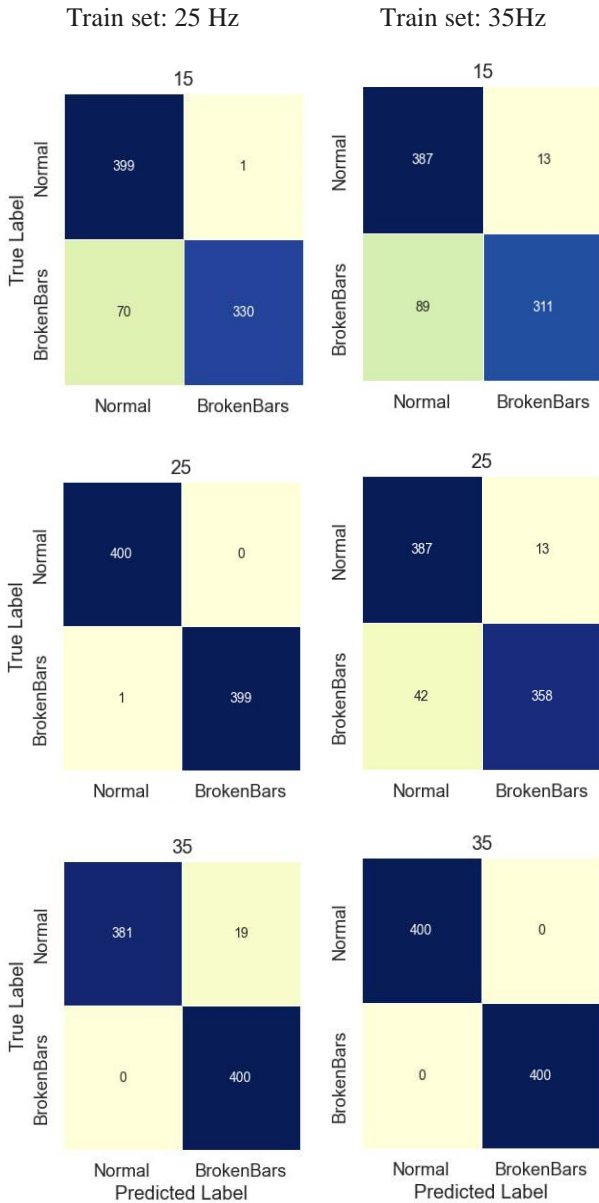 Train set: 25 Hz
Train set: 35Hz
15
15
True Label
Normal
399
1
Normal
387
13
BrokenBars
70
330
BrokenBars
89
311
Normal
BrokenBars
Normal
BrokenBars
25
25
True Label
Normal
400
0
Normal
387
13
BrokenBars
1
399
BrokenBars
42
358
Normal
BrokenBars
Normal
BrokenBars
35
35
True Label
Normal
381
19
Normal
400
0
BrokenBars
0
400
BrokenBars
0
400
Normal
BrokenBars
Normal
BrokenBars
Predicted Label
Predicted Label